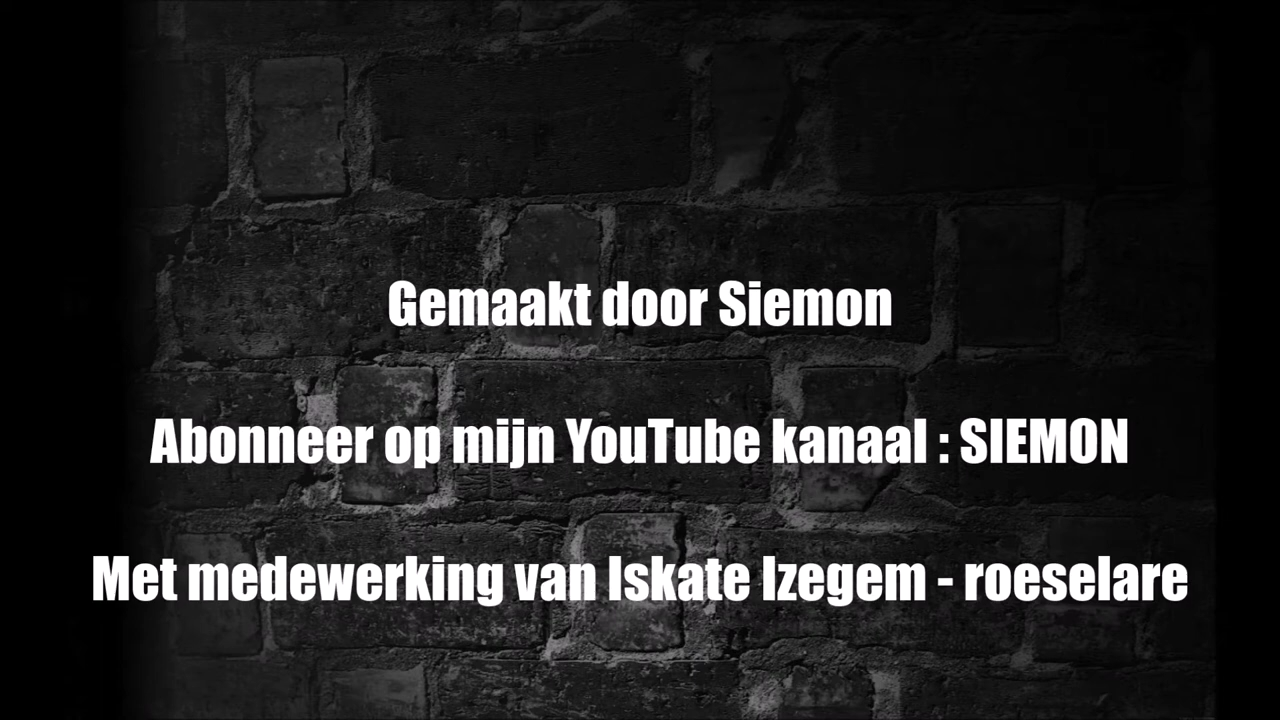 Gemaakt door Siemon
Abonneer op mijn YouTube kanaal : SIEMON
Met medewerking van Iskate Izegem - roeselare